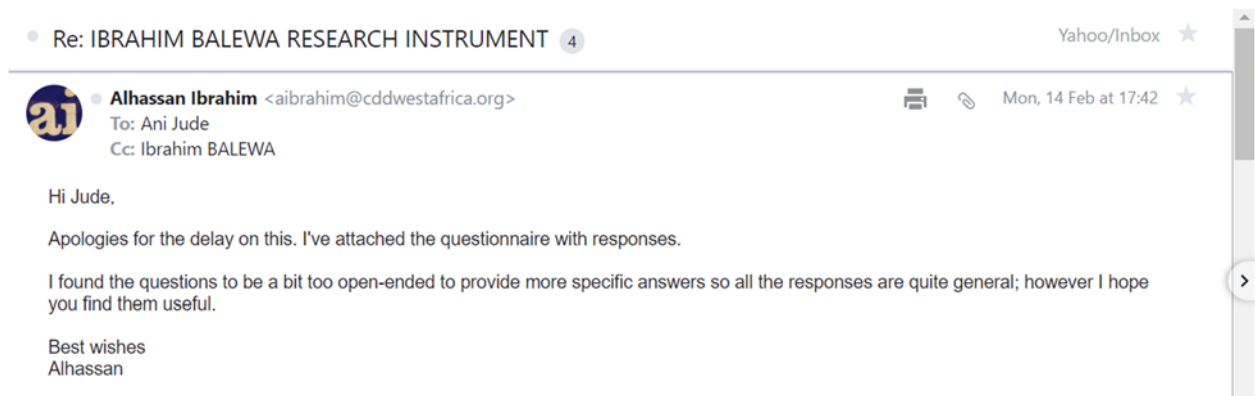 Re: IBRAHIM BALEWA RESEARCH INSTRUMENT 4
Yahoo/Inbox
ai
Alhassan Ibrahim <aibrahim@cddwestafrica.org>
Mon, 14 Feb at 17:42
To: Ani Jude
Cc: Ibrahim BALEWA
Hi Jude,
Apologies for the delay on this. I've attached the questionnaire with responses.
I found the questions to be a bit too open-ended to provide more specific answers so all the responses are quite general; however I hope
you find them useful.
Best wishes
Alhassan